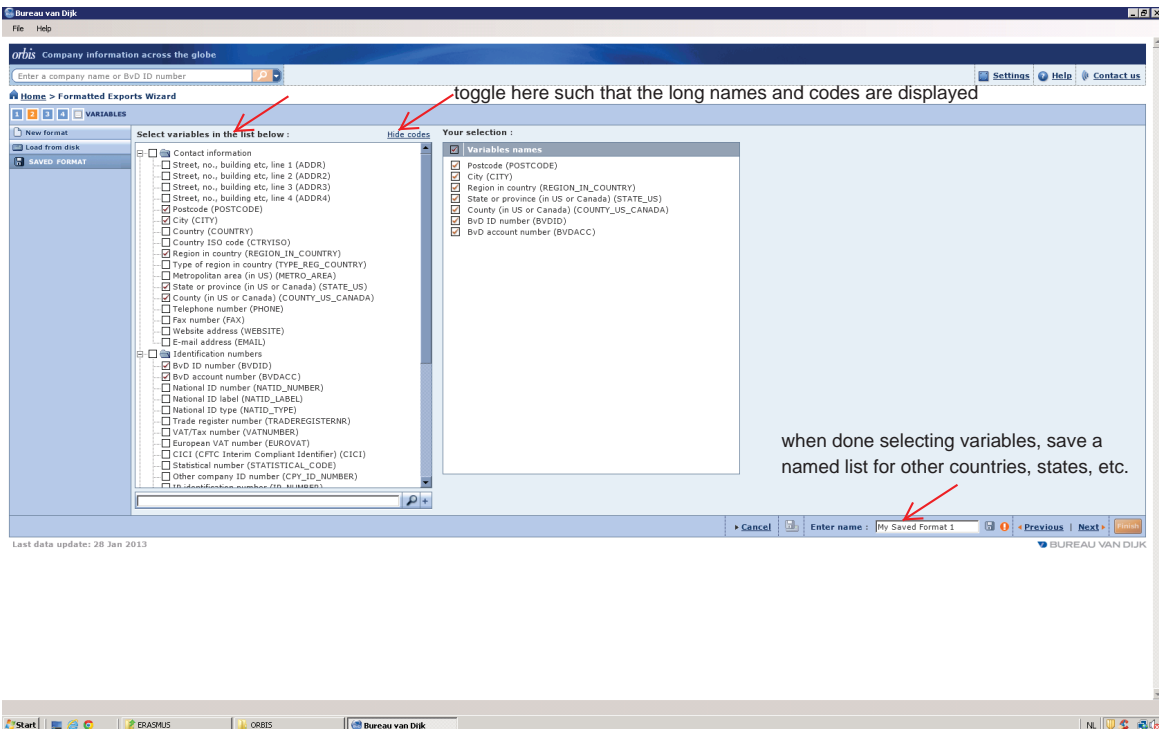 Bureau van Dijk
File Help
orbis Company information across the globe
Enter a company name or BvD ID number
Settings Help Contact us
Home > Formatted Exports Wizard
toggle here such that the long names and codes are displayed
1 2 3 4 VARIABLES
New format
Load from disk
SAVED FORMAT
Select variables in the list below :
Hide codes
Contact information
Street, no., building etc, line 1 (ADDR)
Street, no., building etc, line 2 (ADDR2)
Street, no., building etc, line 3 (ADDR3)
Street, no., building etc, line 4 (ADDR4)
Postcode (POSTCODE)
City (CITY)
Country (COUNTRY)
Country ISO code (CTRYISO)
Region in country (REGION_IN_COUNTRY)
Type of region in country (TYPE_REG_COUNTRY)
Metropolitan area (in US) (METRO_AREA)
State or province (in US or Canada) (STATE_US)
County (in US or Canada) (COUNTY_US_CANADA)
Telephone number (PHONE)
Fax number (FAX)
Website address (WEBSITE)
E-mail address (EMAIL)
Identification numbers
BvD ID number (BVDID)
BvD account number (BVDACC)
National ID number (NATID_NUMBER)
National ID label (NATID_LABEL)
National ID type (NATID_TYPE)
Trade register number (TRADEREGISTERNR)
VAT/Tax number (VATNUMBER)
European VAT number (EUROVAT)
CICI (CFTC Interim Compliant Identifier) (CICI)
Statistical number (STATISTICAL_CODE)
Other company ID number (CPY_ID_NUMBER)
IP identification number (IP_NUMBER)
Your selection :
Variables names
Postcode (POSTCODE)
City (CITY)
Region in country (REGION_IN_COUNTRY)
State or province (in US or Canada) (STATE_US)
County (in US or Canada) (COUNTY_US_CANADA)
BvD ID number (BVDID)
BvD account number (BVDACC)
when done selecting variables, save a
named list for other countries, states, etc.
Cancel Enter name : My Saved Format 1 Previous | Next Finish
Last data update: 28 Jan 2013
BUREAU VAN DIJK
Start ERASMUS ORBIS Bureau van Dijk NL